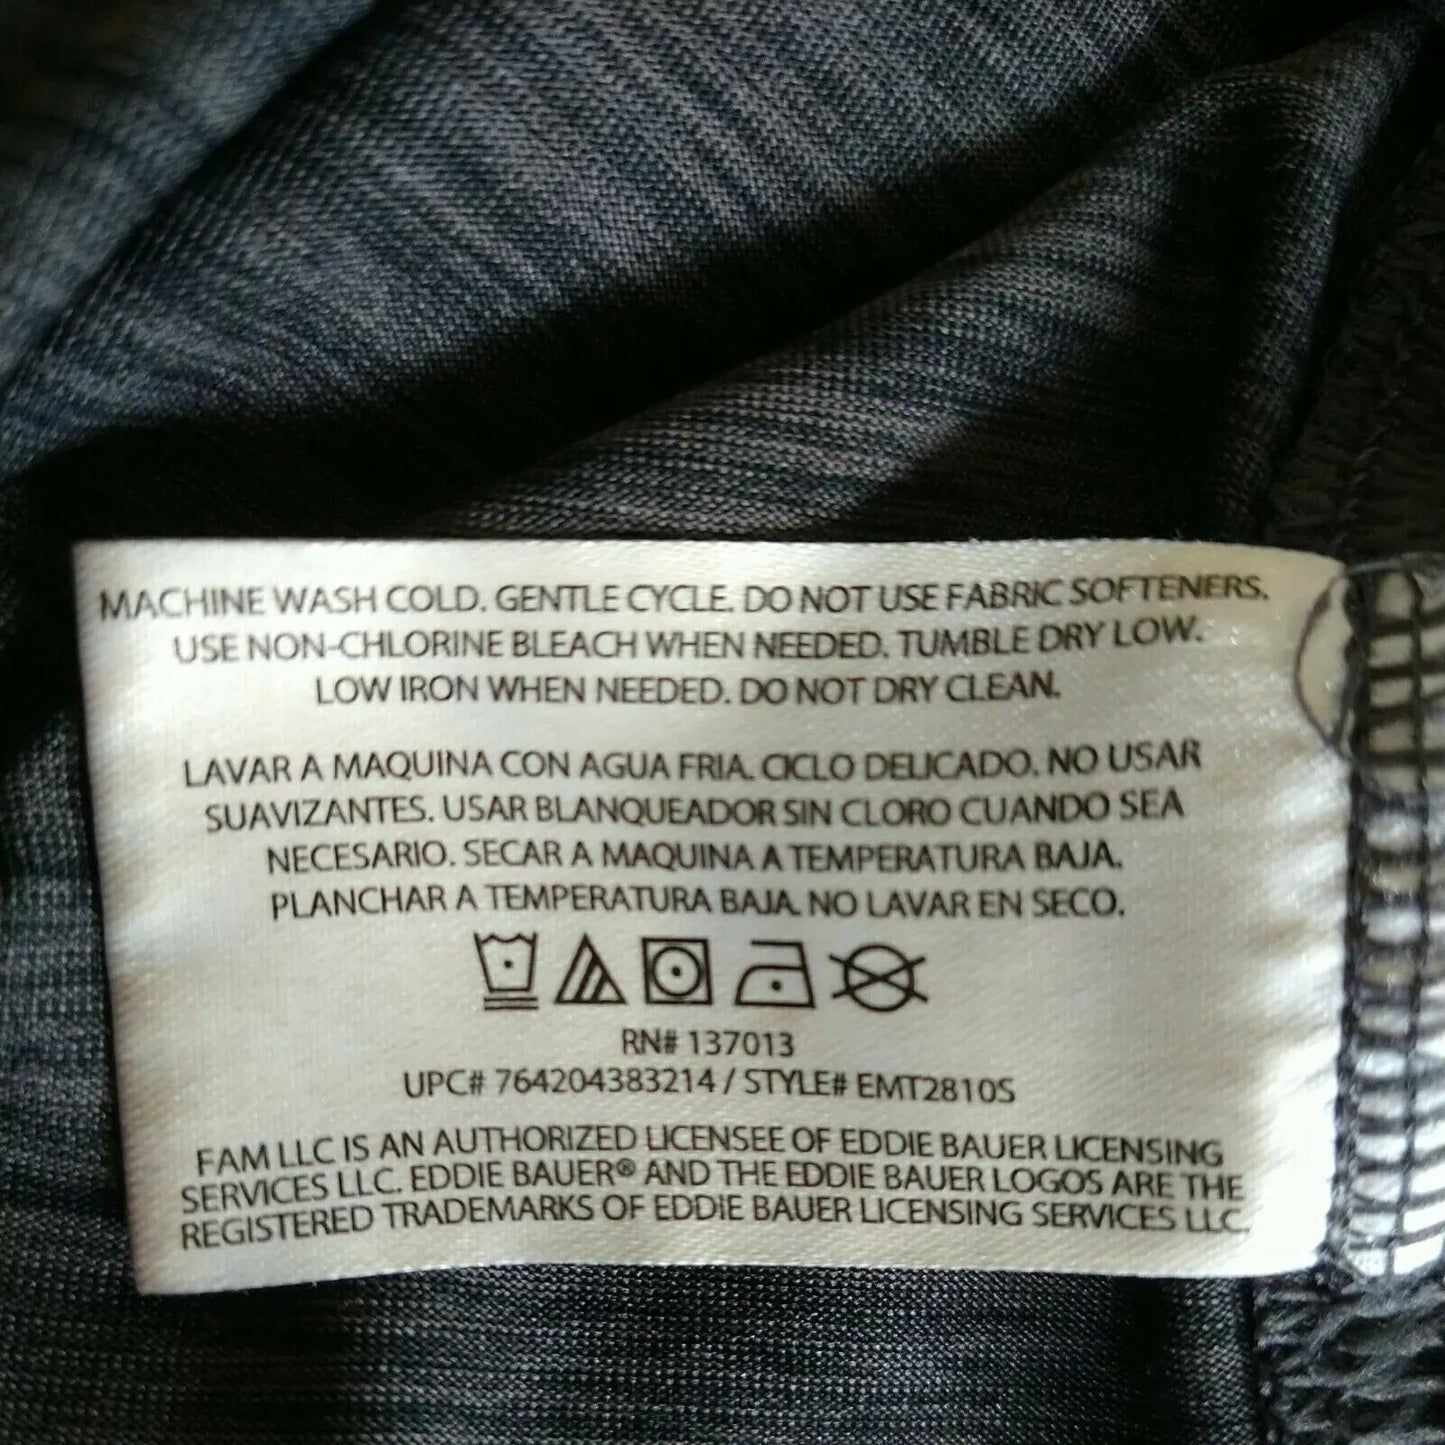 MACHINE WASH COLD. GENTLE CYCLE. DO NOT USE FABRIC SOFTENERS.
USE NON-CHLORINE BLEACH WHEN NEEDED. TUMBLE DRY LOW.
LOW IRON WHEN NEEDED. DO NOT DRY CLEAN.
LAVAR A MAQUINA CON AGUA FRIA. CICLO DELICADO. NO USAR
SUAVIZANTES. USAR BLANQUEADOR SIN CLORO CUANDO SEA
NECESARIO. SECAR A MAQUINA A TEMPERATURA BAJA.
PLANCHAR A TEMPERATURA BAJA. NO LAVAR EN SECO.
RN# 137013
UPC# 764204383214 / STYLE# EMT2810S
FAM LLC IS AN AUTHORIZED LICENSEE OF EDDIE BAUER LICENSING
SERVICES LLC. EDDIE BAUER® AND THE EDDIE BAUER LOGOS ARE THE
REGISTERED TRADEMARKS OF EDDIE BAUER LICENSING SERVICES LLC.